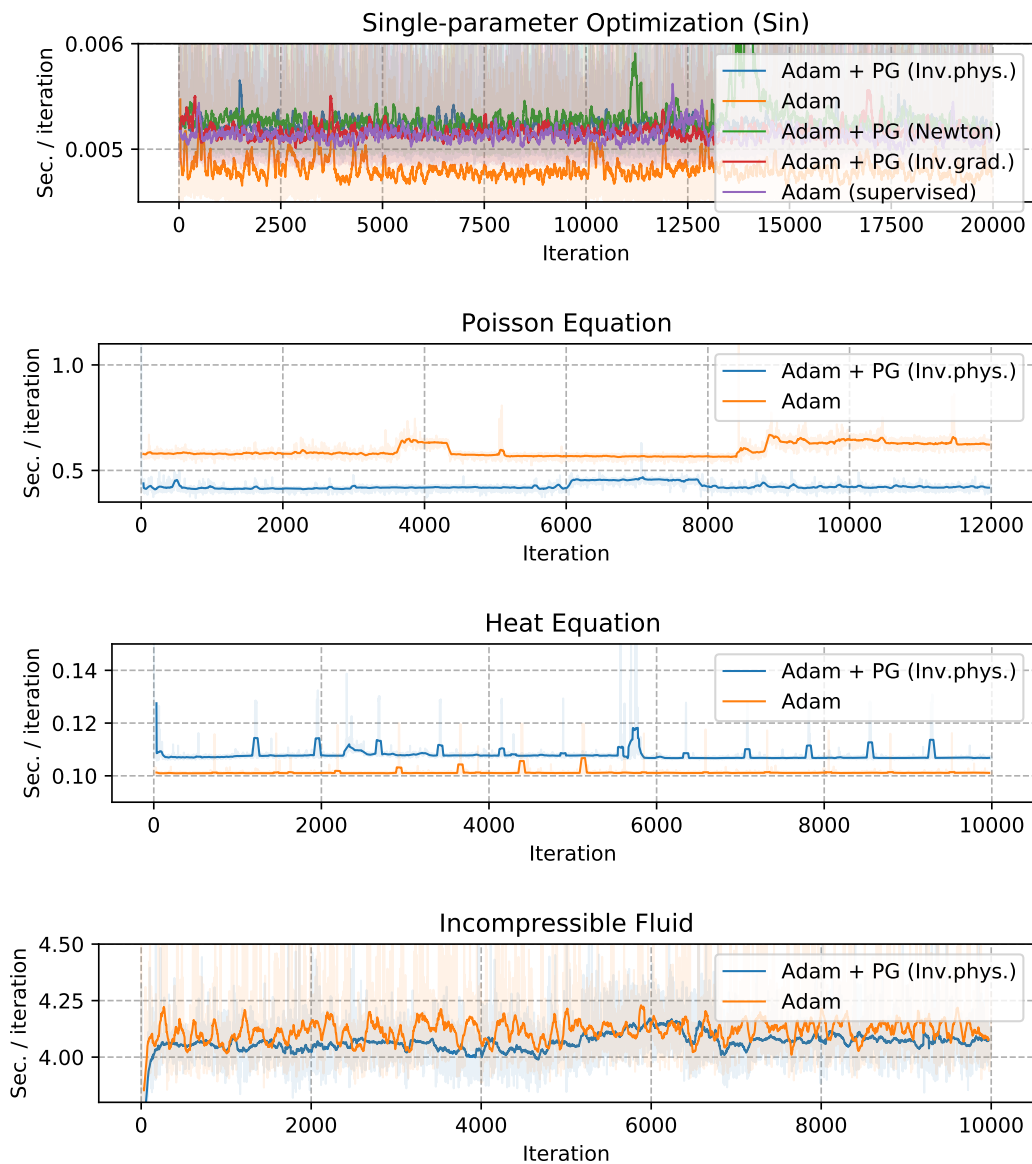 Single-parameter Optimization (Sin)
0.006
0.005
Sec. / iteration
Adam + PG (Inv.phys.)
Adam
Adam + PG (Newton)
Adam + PG (Inv.grad.)
Adam (supervised)
0 2500 5000 7500 10000 12500 15000 17500 20000
Iteration
Poisson Equation
1.0
0.5
Sec. / iteration
Adam + PG (Inv.phys.)
Adam
0 2000 4000 6000 8000 10000 12000
Iteration
Heat Equation
0.14
0.12
0.10
Sec. / iteration
Adam + PG (Inv.phys.)
Adam
0 2000 4000 6000 8000 10000
Iteration
Incompressible Fluid
4.50
4.25
4.00
Sec. / iteration
Adam + PG (Inv.phys.)
Adam
0 2000 4000 6000 8000 10000
Iteration